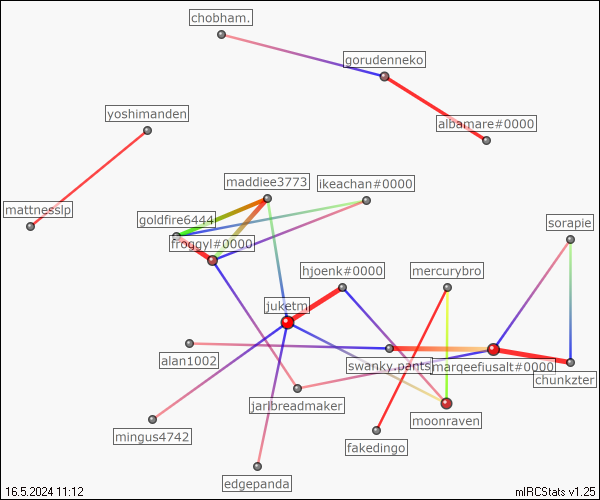 chobham.
gorudenneko
yoshimanden
albamare#0000
maddiee3773
ikeachan#0000
mattnesslp
goldfire6444
sorapie
froggyl#0000
hjoenk#0000
mercurybro
juketm
alan1002
swanky.pants
marqeefiusalt#0000
chunkzter
jarlbreadmaker
moonraven
mingus4742
fakedingo
edgepanda
16.5.2024 11:12
mIRCStats v1.25